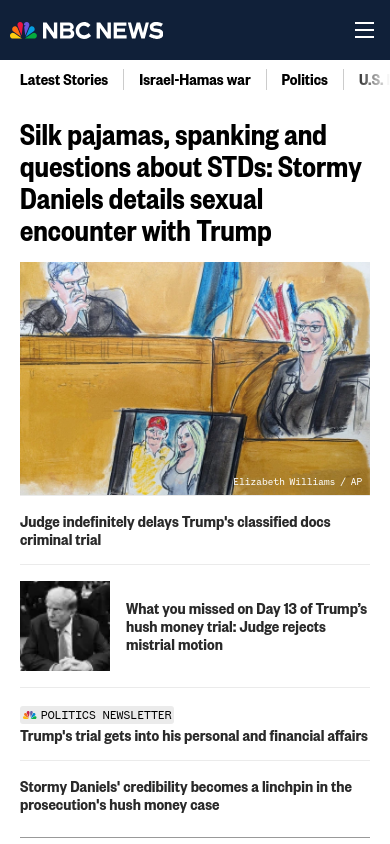 NBC NEWS
Latest Stories
Israel-Hamas war
Politics
U.S.
Silk pajamas, spanking and
questions about STDs: Stormy
Daniels details sexual
encounter with Trump
Elizabeth Williams / AP
Judge indefinitely delays Trump's classified docs
criminal trial
What you missed on Day 13 of Trump’s
hush money trial: Judge rejects
mistrial motion
POLITICS NEWSLETTER
Trump's trial gets into his personal and financial affairs
Stormy Daniels' credibility becomes a linchpin in the
prosecution's hush money case